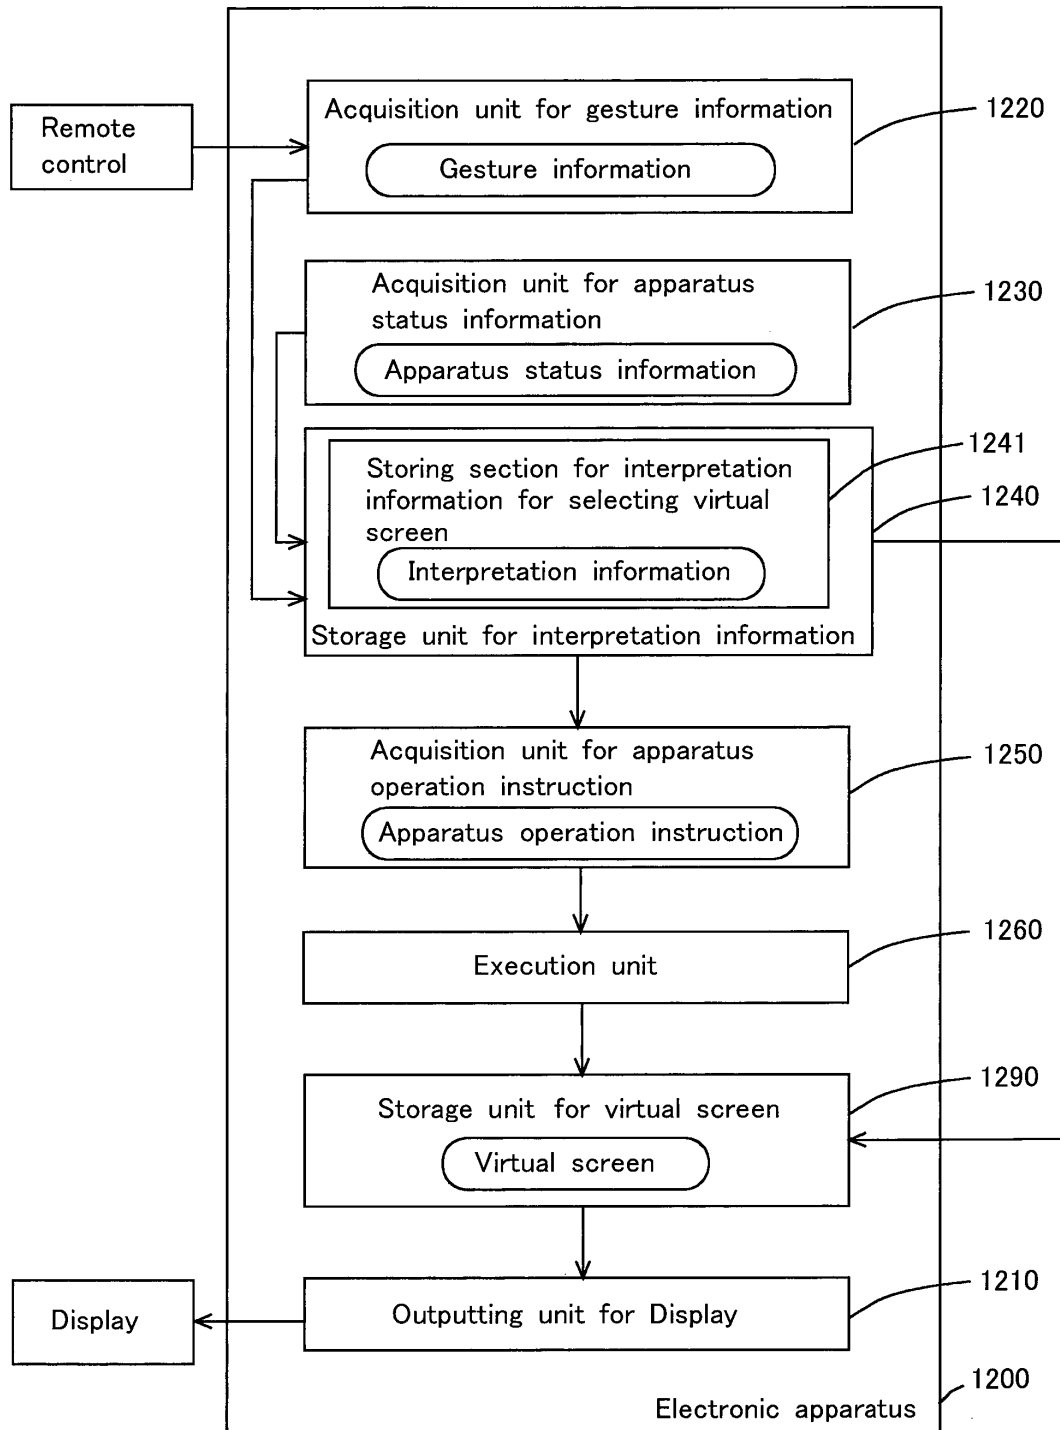 Acquisition unit for gesture information
1220
Remote
control
Gesture information
Acquisition unit for apparatus
status information
1230
Apparatus status information
1241
Storing section for interpretation
information for selecting virtual
screen
1240
Interpretation information
Storage unit for interpretation information
Acquisition unit for apparatus
operation instruction
1250
Apparatus operation instruction
1260
Execution unit
1290
Storage unit for virtual screen
Virtual screen
1210
Display
Outputting unit for Display
1200
Electronic apparatus